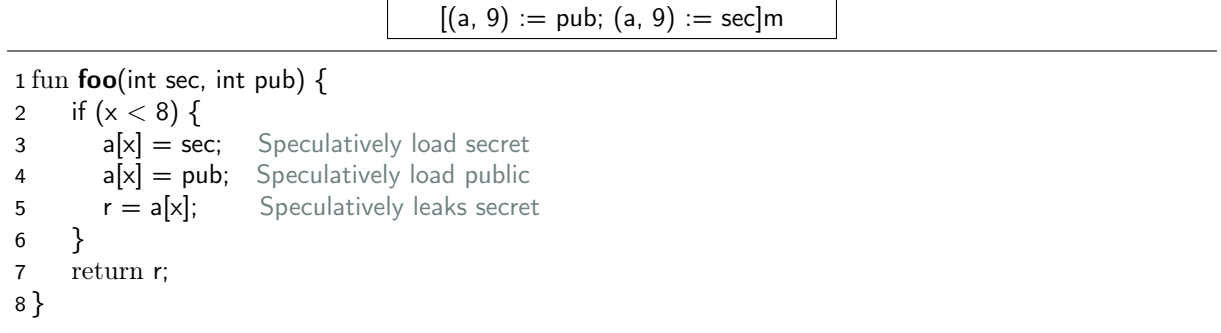 [(a, 9) := pub; (a, 9) := sec]m
1 fun foo(int sec, int pub) {
2 if (x < 8) {
3 a[x] = sec; Speculatively load secret
4 a[x] = pub; Speculatively load public
5 r = a[x]; Speculatively leaks secret
6 }
7 return r;
8 }